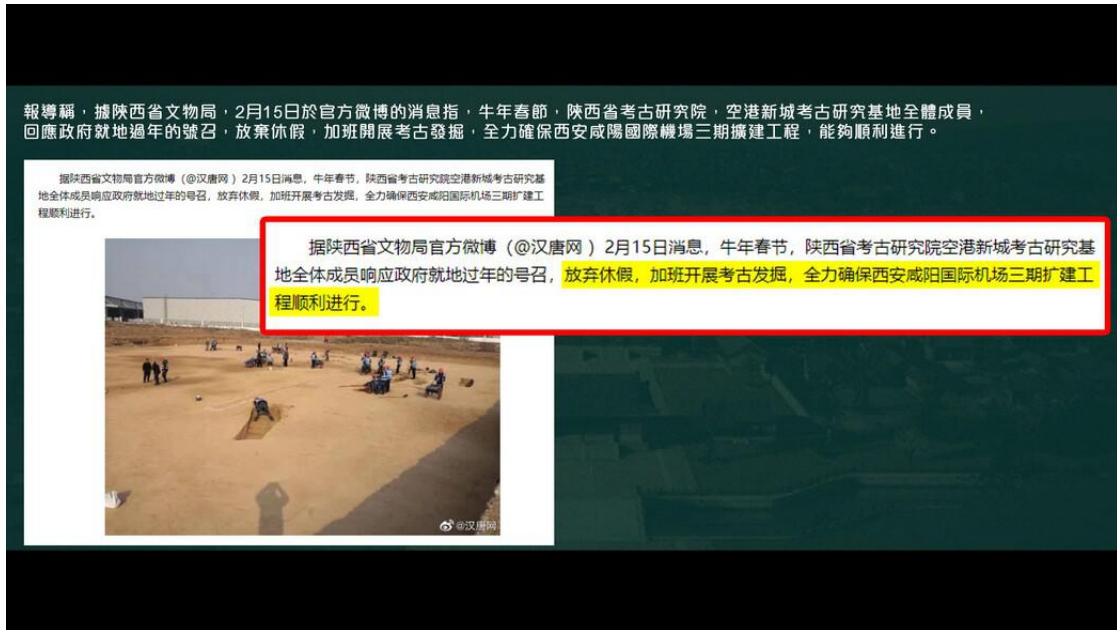 報導稱，據陝西省文物局，2月15日於官方微博的消息指，牛年春節，陝西省考古研究院，空港新城考古研究基地全體成員，
回應政府就地過年的號召，放棄休假，加班開展考古發掘，全力確保西安咸陽國際機場三期擴建工程，能夠順利進行。
据陕西省文物局官方微博（@汉唐网 ）2月15日消息，牛年春节，陕西省考古研究院空港新城考古研究基
地全体成员响应政府就地过年的号召，放弃休假，加班开展考古发掘，全力确保西安咸阳国际机场三期扩建工
程顺利进行。
据陕西省文物局官方微博（@汉唐网 ）2月15日消息，牛年春节，陕西省考古研究院空港新城考古研究基
地全体成员响应政府就地过年的号召，放弃休假，加班开展考古发掘，全力确保西安咸阳国际机场三期扩建工
程顺利进行。
@汉唐网